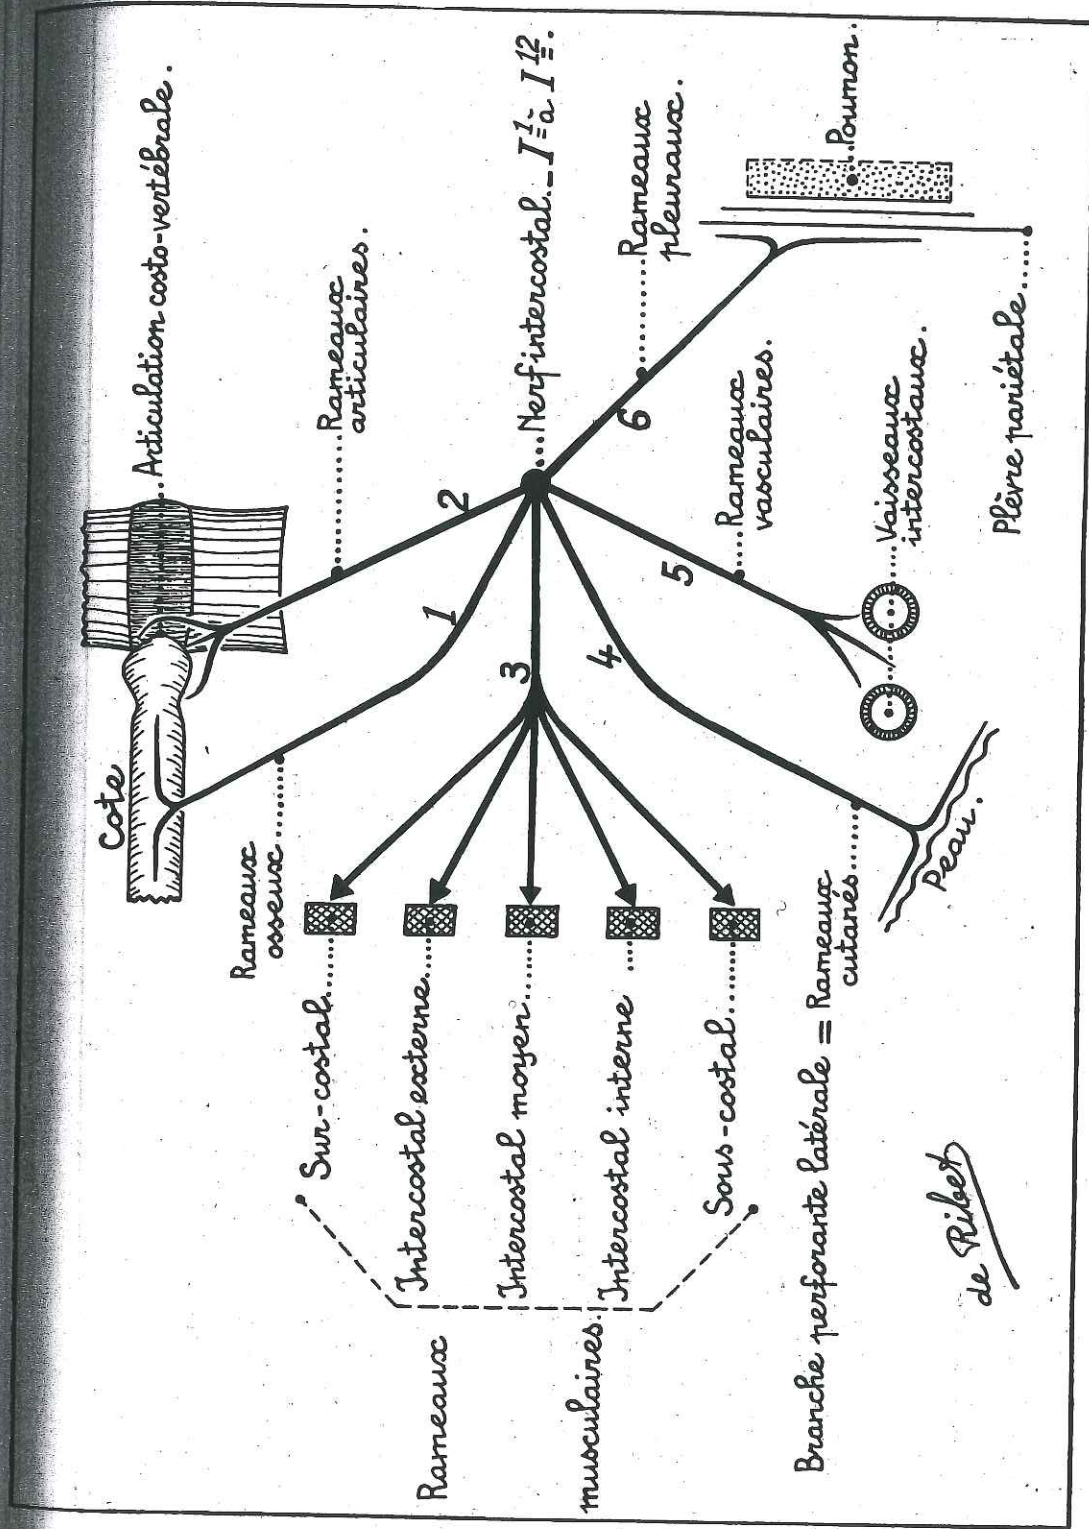 Articulation costo-vertébrale.
Cote
Rameaux
articulaires.
2
1
Rameaux
osseux
Nerf intercostal._I 1 à I 12.
3
Sur-costal
Intercostal externe
Intercostal moyen
Intercostal interne
Sous-costal
Rameaux
musculaires.
6
Rameaux
pleuraux.
Poumon.
4
5
Rameaux
vasculaires.
Vaisseaux
intercostaux.
Plèvre pariétale
Branche perforante latérale = Rameaux
cutanés
Peau.
de Ribet